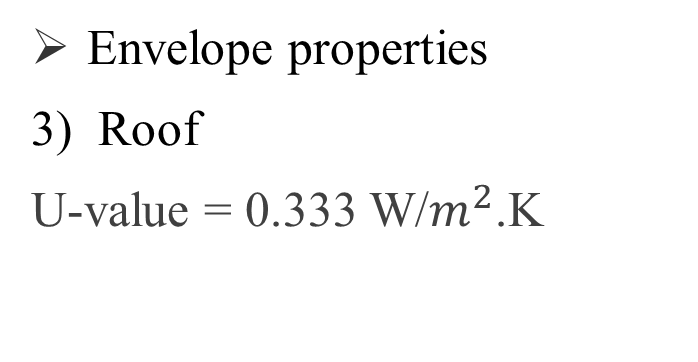 ➢ Envelope properties
3) Roof
U-value = 0.333 W/m².K